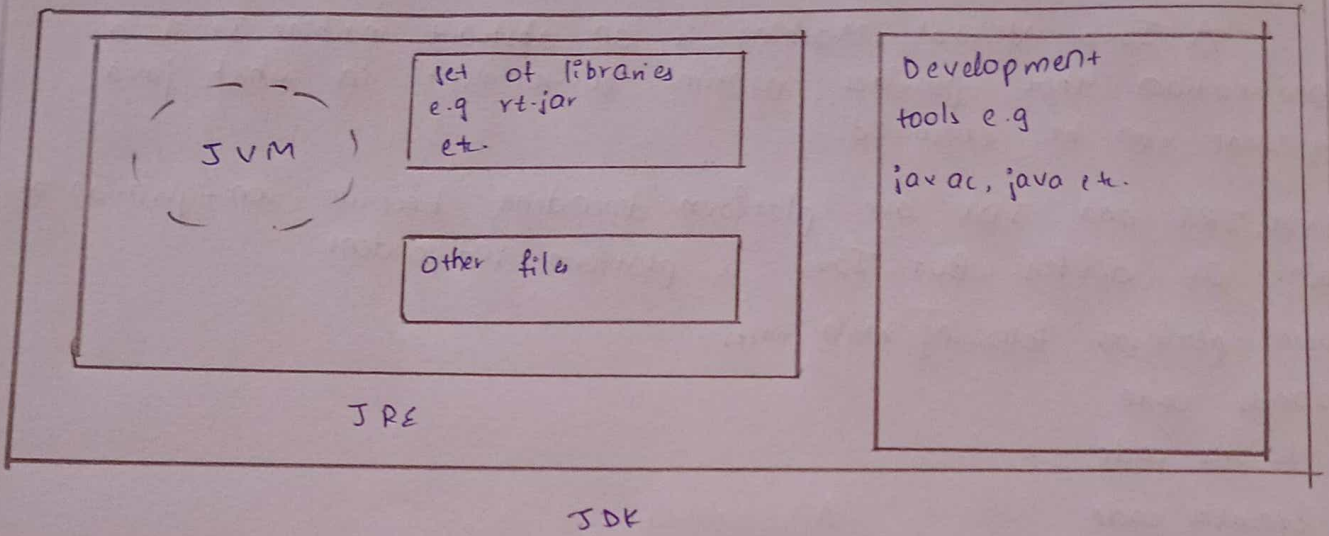 JVM
set of libraries
e.g rt.jar
etc.
Other files
JRE
Development
tools e.g
javac, java etc.
JDK